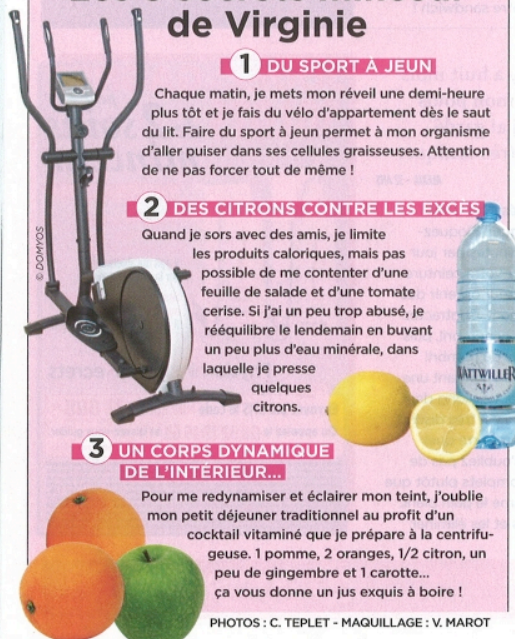 de Virginie
1 DU SPORT À JEUN
Chaque matin, je mets mon réveil une demi-heure
plus tôt et je fais du vélo d'appartement dès le saut
du lit. Faire du sport à jeun permet à mon organisme
d'aller puiser dans ses cellules graisseuses. Attention
de ne pas forcer tout de même !
© DOMYOS
2 DES CITRONS CONTRE LES EXCÈS
Quand je sors avec des amis, je limite
les produits caloriques, mais pas
possible de me contenter d'une
feuille de salade et d'une tomate
cerise. Si j'ai un peu trop abusé, je
rééquilibre le lendemain en buvant
un peu plus d'eau minérale, dans
laquelle je presse
quelques
citrons.
WATTWILLER
3 UN CORPS DYNAMIQUE
DE L'INTÉRIEUR...
Pour me redynamiser et éclairer mon teint, j'oublie
mon petit déjeuner traditionnel au profit d'un
cocktail vitaminé que je prépare à la centrifu-
geuse. 1 pomme, 2 oranges, 1/2 citron, un
peu de gingembre et 1 carotte...
ça vous donne un jus exquis à boire !
PHOTOS : C. TEPLET - MAQUILLAGE : V. MAROT